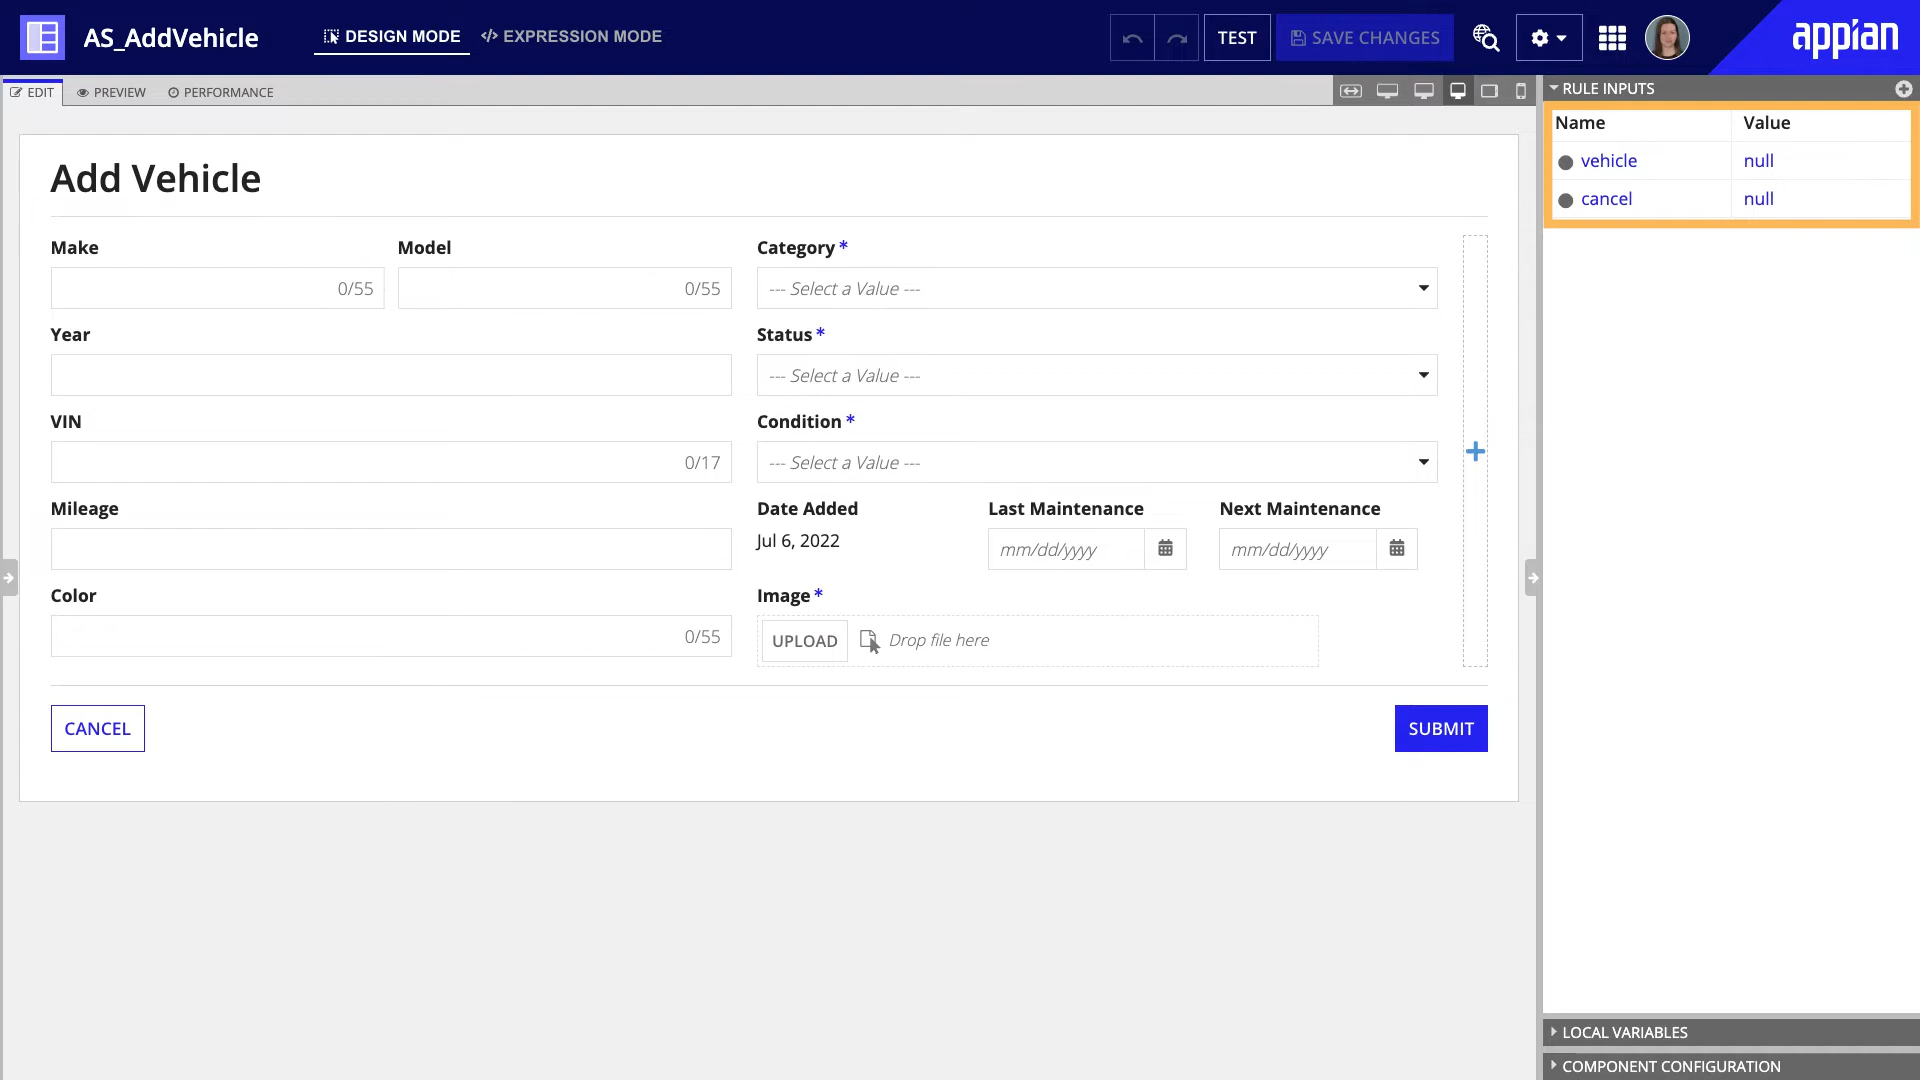 AS_AddVehicle
DESIGN MODE
EXPRESSION MODE
TEST
SAVE CHANGES
appian
EDIT
PREVIEW
PERFORMANCE
RULE INPUTS
Name Value
vehicle null
cancel null
Add Vehicle
Make
0/55
Model
0/55
Category *
--- Select a Value ---
Year
Status *
--- Select a Value ---
VIN
0/17
Condition *
--- Select a Value ---
Mileage
Date Added
Jul 6, 2022
Last Maintenance
mm/dd/yyyy
Next Maintenance
mm/dd/yyyy
Color
0/55
Image *
UPLOAD
Drop file here
CANCEL
SUBMIT
LOCAL VARIABLES
COMPONENT CONFIGURATION